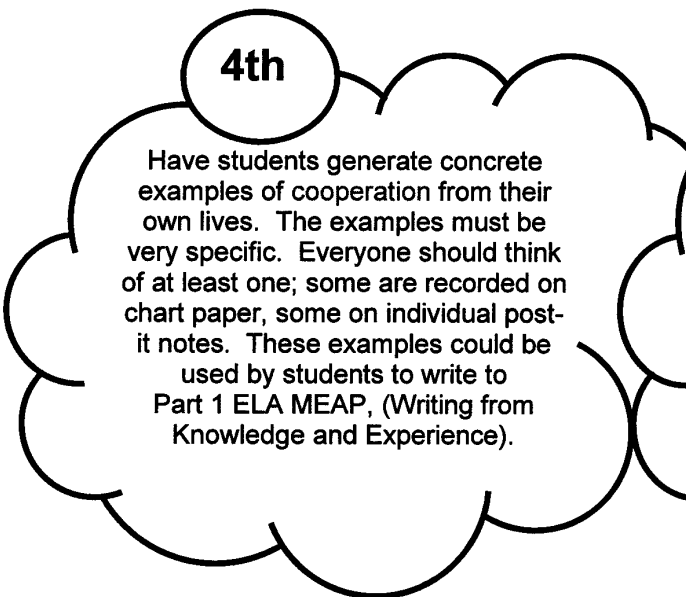 4th
Have students generate concrete
examples of cooperation from their
own lives. The examples must be
very specific. Everyone should think
of at least one; some are recorded on
chart paper, some on individual post-
it notes. These examples could be
used by students to write to
Part 1 ELA MEAP, (Writing from
Knowledge and Experience).